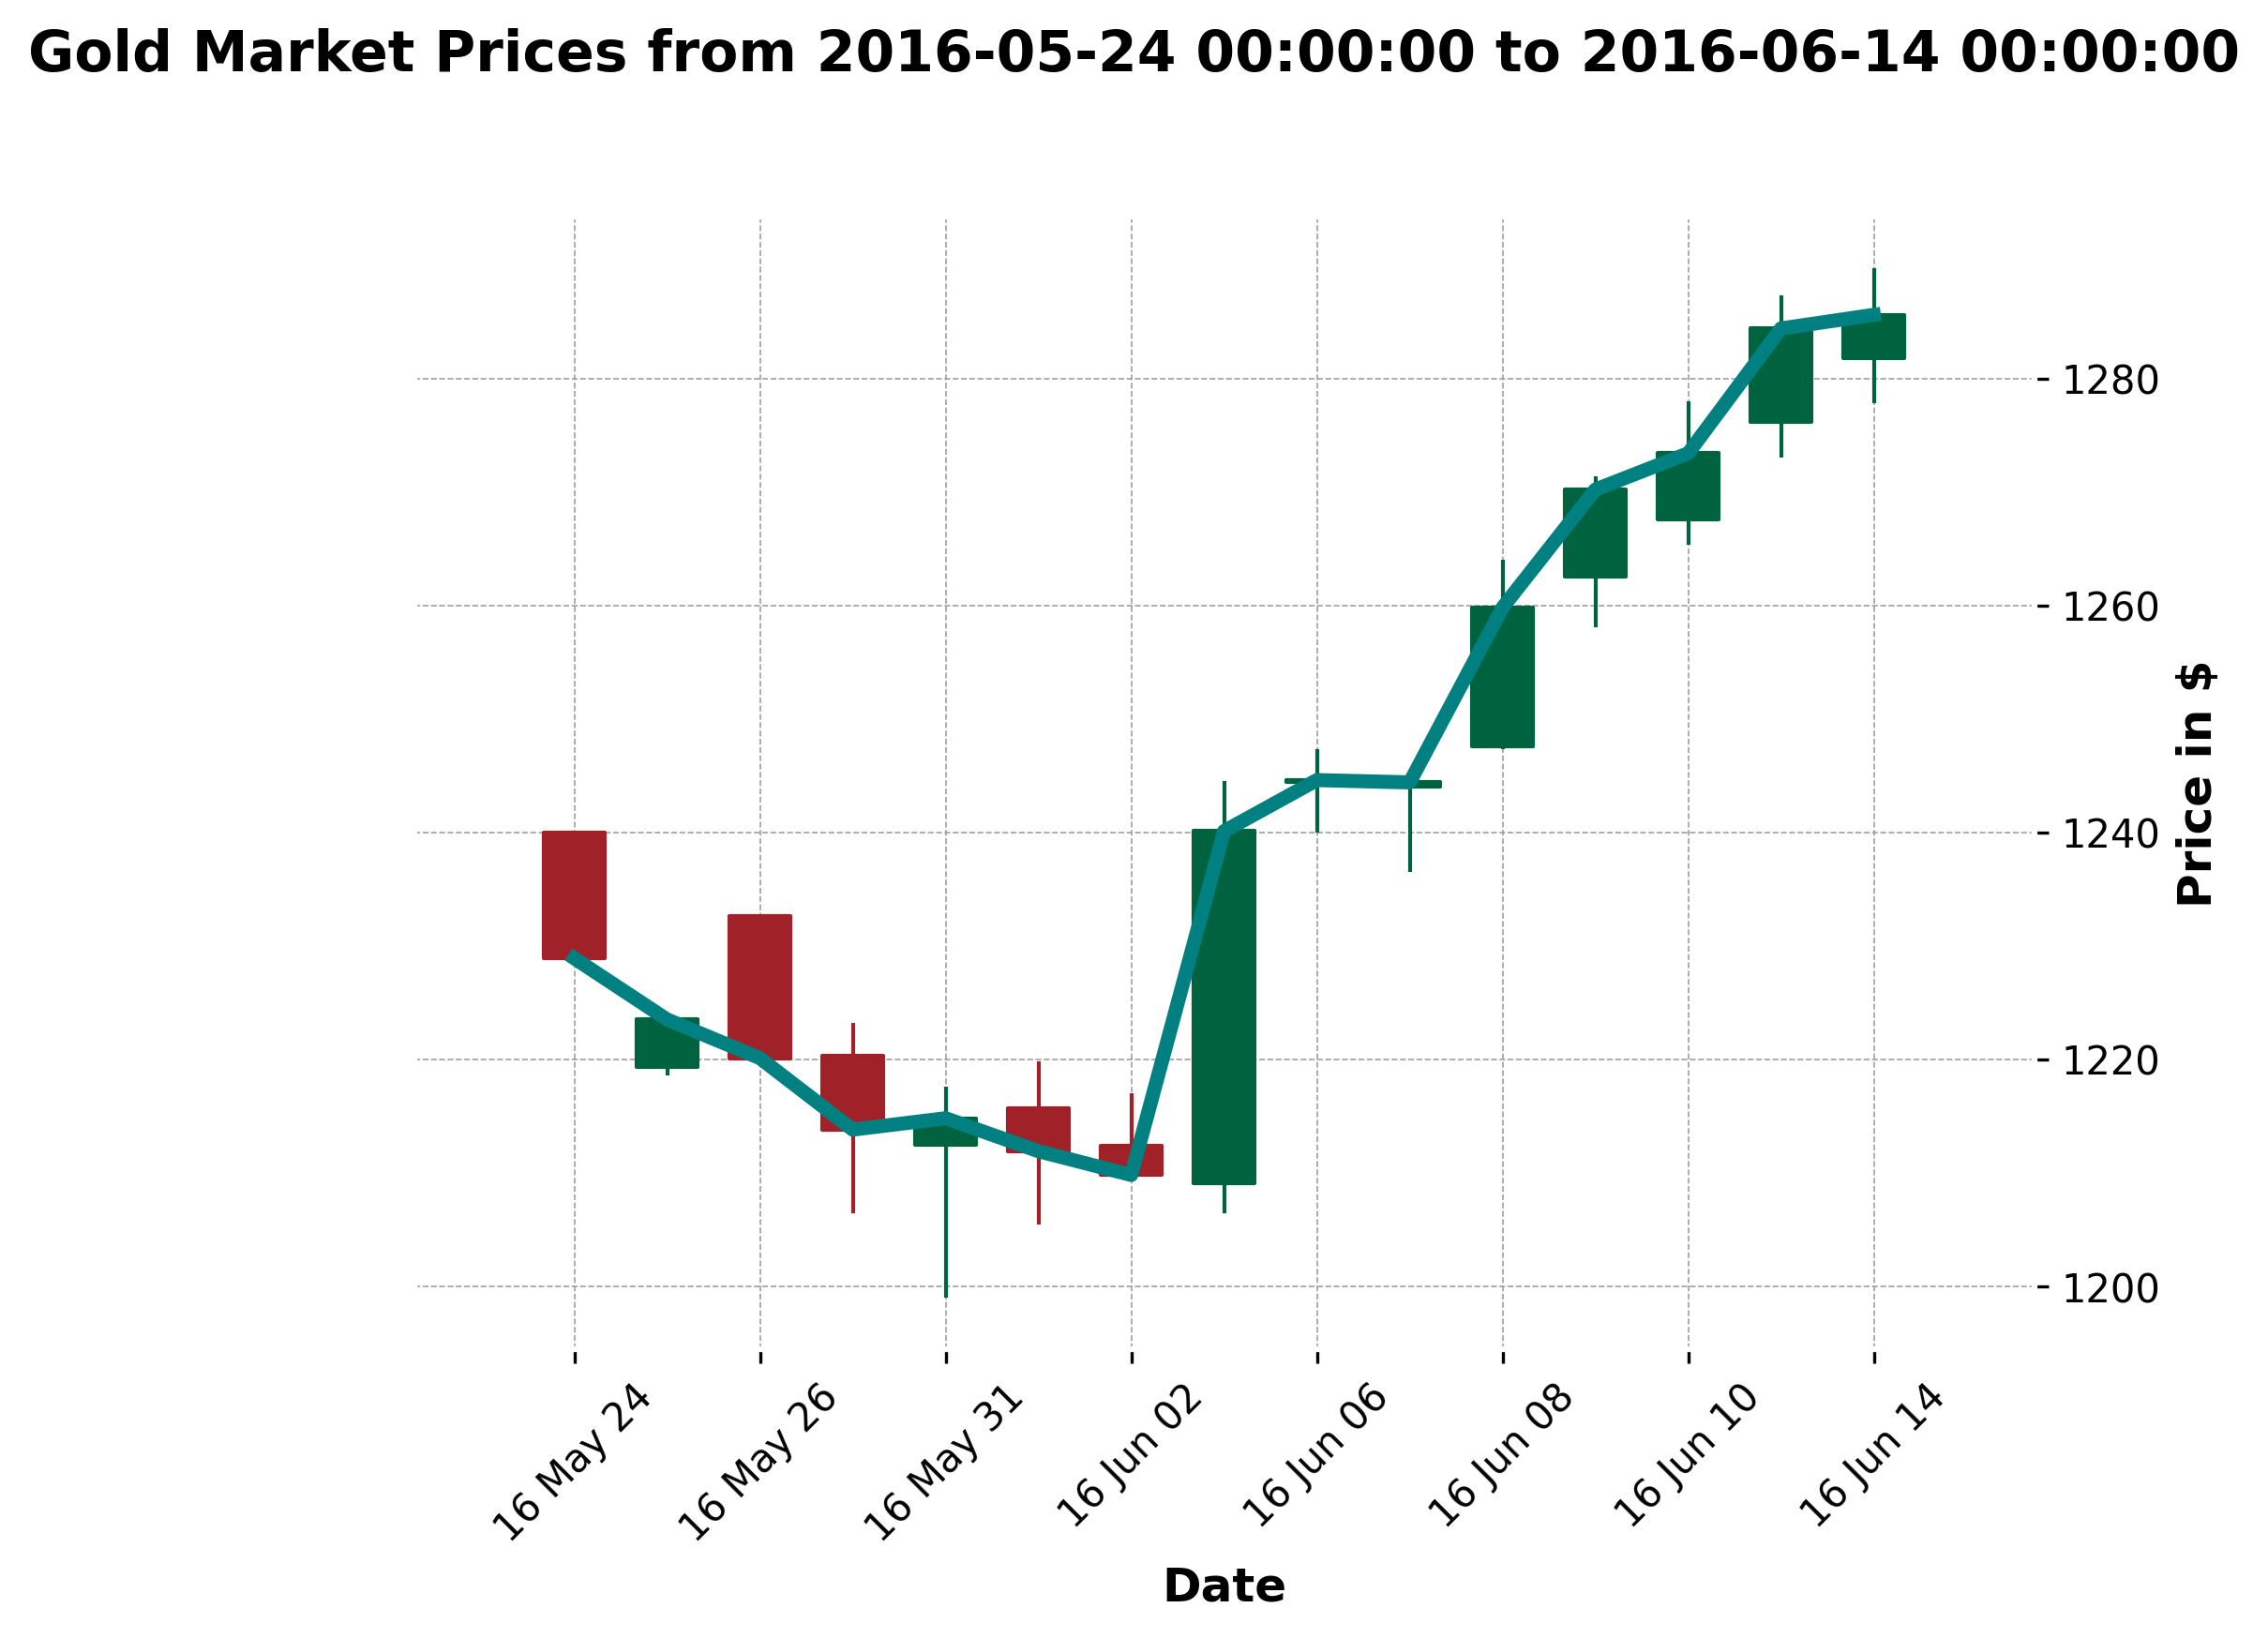 Gold Market Prices from 2016-05-24 00:00:00 to 2016-06-14 00:00:00
1280
1260
1240
1220
1200
Price in $
16 May 24
16 May 26
16 May 31
16 Jun 02
16 Jun 06
16 Jun 08
16 Jun 10
16 Jun 14
Date